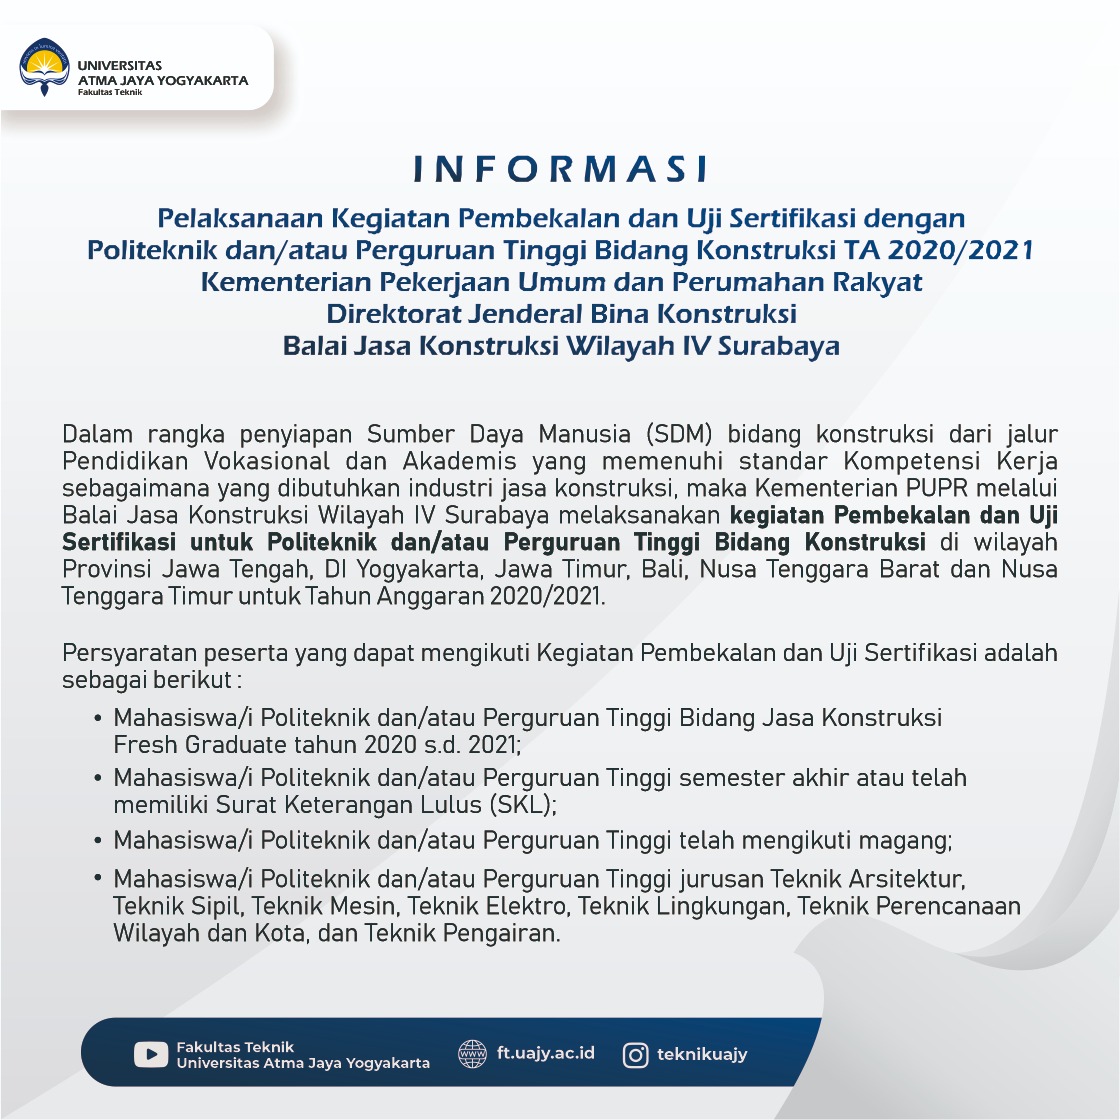 UNIVERSITAS
ATMA JAYA YOGYAKARTA
Fakultas Teknik
INFORMASI
Pelaksanaan Kegiatan Pembekalan dan Uji Sertifikasi dengan
Politeknik dan/atau Perguruan Tinggi Bidang Konstruksi TA 2020/2021
Kementerian Pekerjaan Umum dan Perumahan Rakyat
Direktorat Jenderal Bina Konstruksi
Balai Jasa Konstruksi Wilayah IV Surabaya
Dalam rangka penyiapan Sumber Daya Manusia (SDM) bidang konstruksi dari jalur
Pendidikan Vokasional dan Akademis yang memenuhi standar Kompetensi Kerja
sebagaimana yang dibutuhkan industri jasa konstruksi, maka Kementerian PUPR melalui
Balai Jasa Konstruksi Wilayah IV Surabaya melaksanakan kegiatan Pembekalan dan Uji
Sertifikasi untuk Politeknik dan/atau Perguruan Tinggi Bidang Konstruksi di wilayah
Provinsi Jawa Tengah, DI Yogyakarta, Jawa Timur, Bali, Nusa Tenggara Barat dan Nusa
Tenggara Timur untuk Tahun Anggaran 2020/2021.
Persyaratan peserta yang dapat mengikuti Kegiatan Pembekalan dan Uji Sertifikasi adalah
sebagai berikut :
• Mahasiswa/i Politeknik dan/atau Perguruan Tinggi Bidang Jasa Konstruksi
Fresh Graduate tahun 2020 s.d. 2021;
• Mahasiswa/i Politeknik dan/atau Perguruan Tinggi semester akhir atau telah
memiliki Surat Keterangan Lulus (SKL);
• Mahasiswa/i Politeknik dan/atau Perguruan Tinggi telah mengikuti magang;
• Mahasiswa/i Politeknik dan/atau Perguruan Tinggi jurusan Teknik Arsitektur,
Teknik Sipil, Teknik Mesin, Teknik Elektro, Teknik Lingkungan, Teknik Perencanaan
Wilayah dan Kota, dan Teknik Pengairan.
Fakultas Teknik
Universitas Atma Jaya Yogyakarta
www
ft.uajy.ac.id
teknikuajy